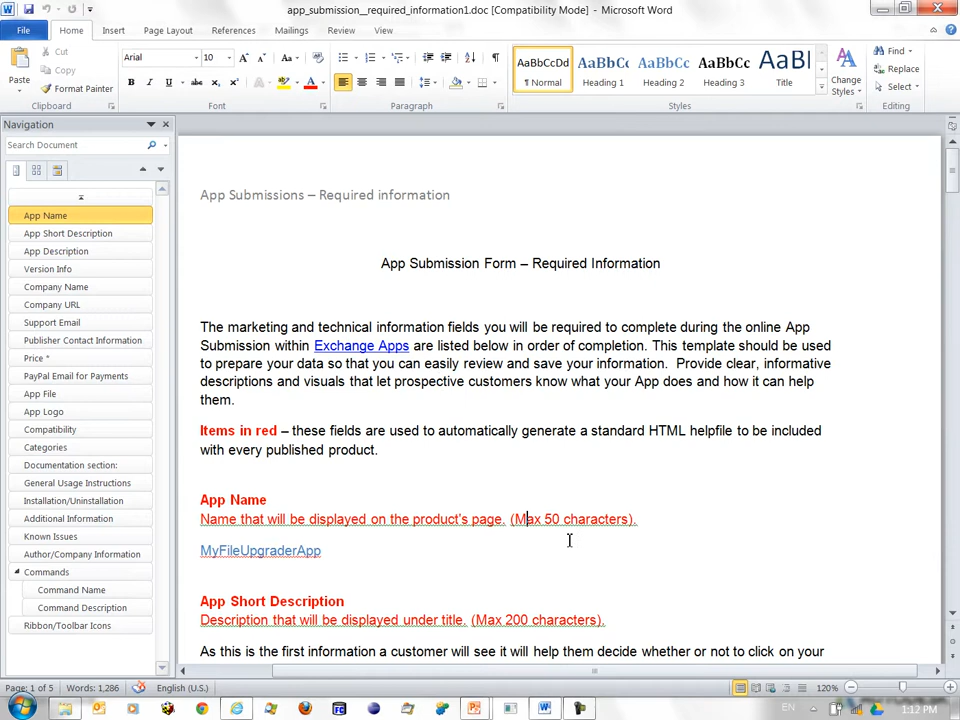 app_submission__required_information1.doc [Compatibility Mode] - Microsoft Word
File
Home
Insert
Page Layout
References
Mailings
Review
View
Paste
Cut
Copy
Format Painter
Clipboard
Arial
10
Font
Paragraph
AaBbCcDd
¶ Normal
AaBbCc
Heading 1
AaBbCc
Heading 2
AaBbCc
Heading 3
AaBl
Title
Change
Styles
Styles
Find
Replace
Select
Editing
Navigation
Search Document
App Name
App Short Description
App Description
Version Info
Company Name
Company URL
Support Email
Publisher Contact Information
Price *
PayPal Email for Payments
App File
App Logo
Compatibility
Categories
Documentation section:
General Usage Instructions
Installation/Uninstallation
Additional Information
Known Issues
Author/Company Information
Commands
Command Name
Command Description
Ribbon/Toolbar Icons
App Submissions – Required information
App Submission Form – Required Information
The marketing and technical information fields you will be required to complete during the online App
Submission within Exchange Apps are listed below in order of completion. This template should be used
to prepare your data so that you can easily review and save your information.  Provide clear, informative
descriptions and visuals that let prospective customers know what your App does and how it can help
them.
Items in red – these fields are used to automatically generate a standard HTML helpfile to be included
with every published product.
App Name
Name that will be displayed on the product's page. (Max 50 characters).
MyFileUpgraderApp
App Short Description
Description that will be displayed under title. (Max 200 characters).
As this is the first information a customer will see it will help them decide whether or not to click on your
Page: 1 of 5
Words: 1,286
English (U.S.)
120%
EN
1:12 PM